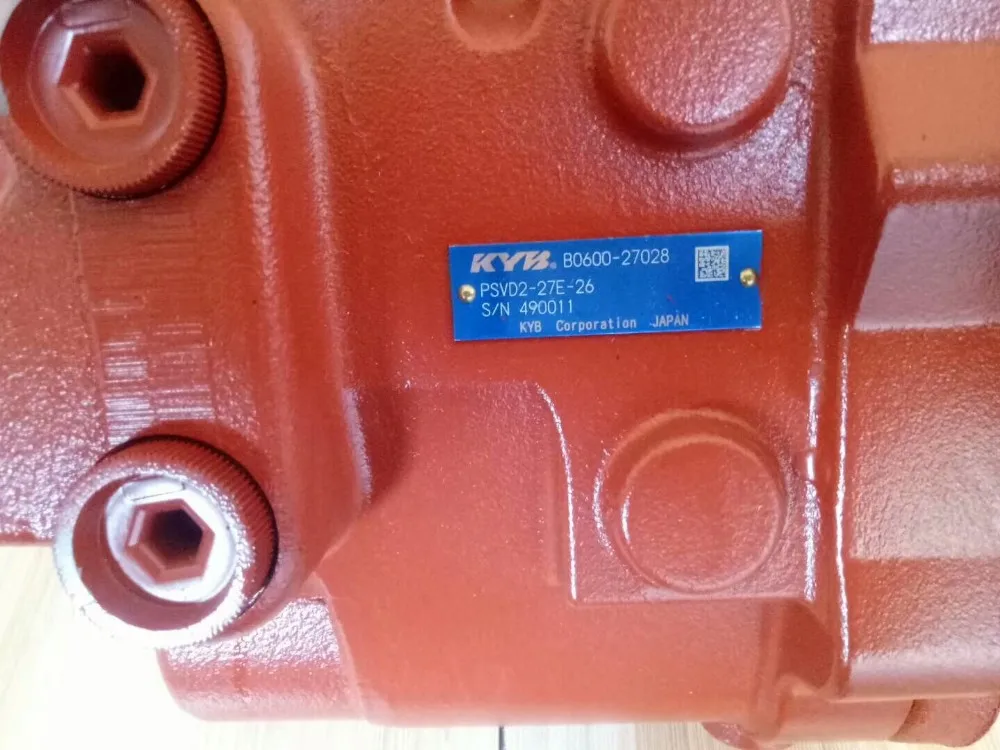 KYB® B0600-27028
PSVD2-27E-26
S/N 490011
KYB Corporation JAPAN